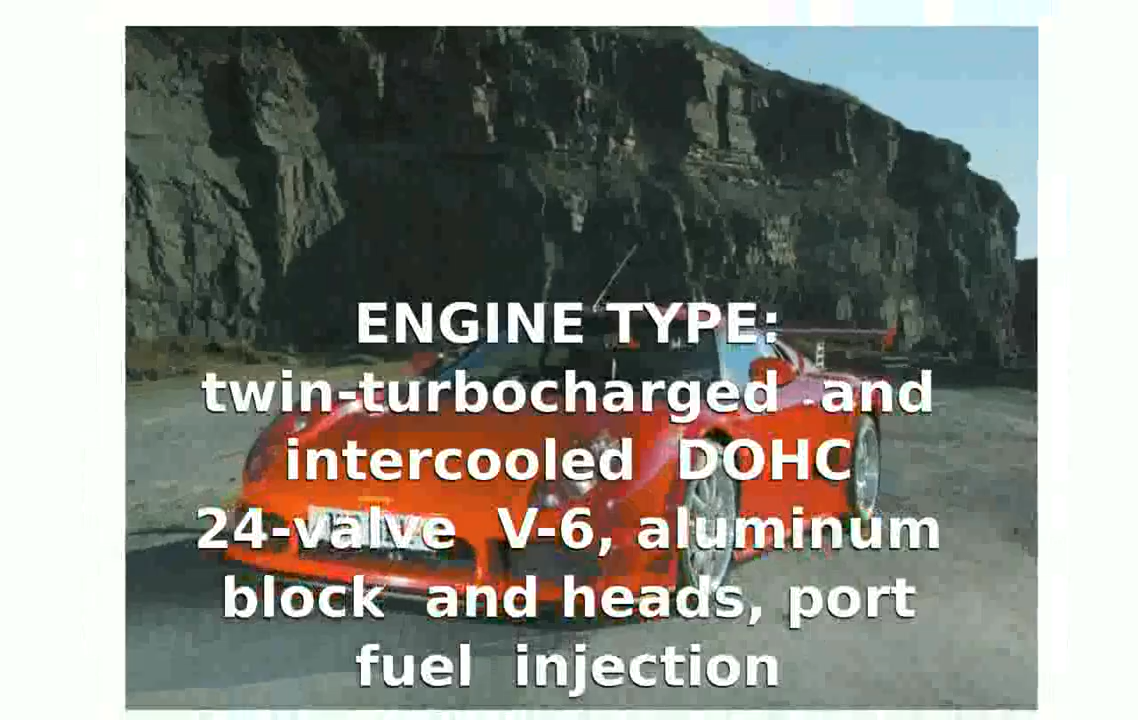 ENGINE TYPE:
twin-turbocharged and
intercooled DOHC
24-valve V-6, aluminum
block and heads, port
fuel injection